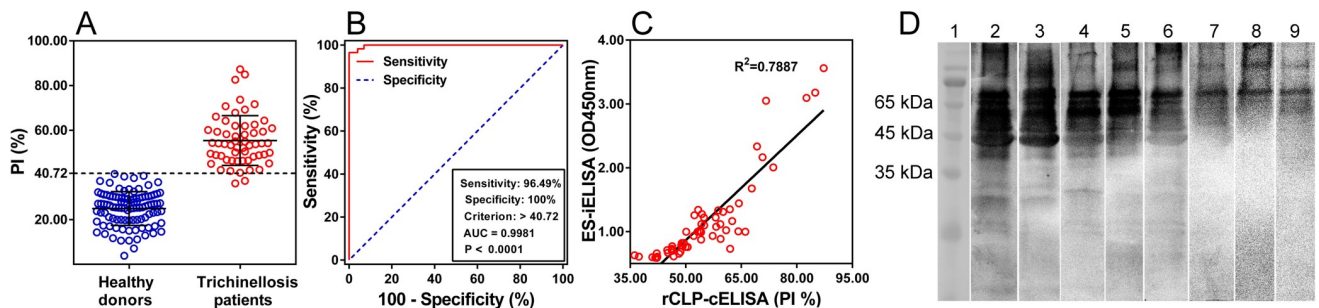 A
100.00
80.00
60.00
40.72
20.00
PI (%)
Healthy
donors
Trichinellosis
patients
B
100
80
60
40
20
0
Sensitivity (%)
Sensitivity
Specificity
Sensitivity: 96.49%
Specificity: 100%
Criterion: > 40.72
AUC = 0.9981
P < 0.0001
0 20 40 60 80 100
100 - Specificity (%)
C
4.00
3.00
2.00
1.00
ES-iELISA (OD450nm)
R²=0.7887
35.00 50.00 65.00 80.00 95.00
rCLP-cELISA (PI %)
D
1 2 3 4 5 6 7 8 9
65 kDa
45 kDa
35 kDa